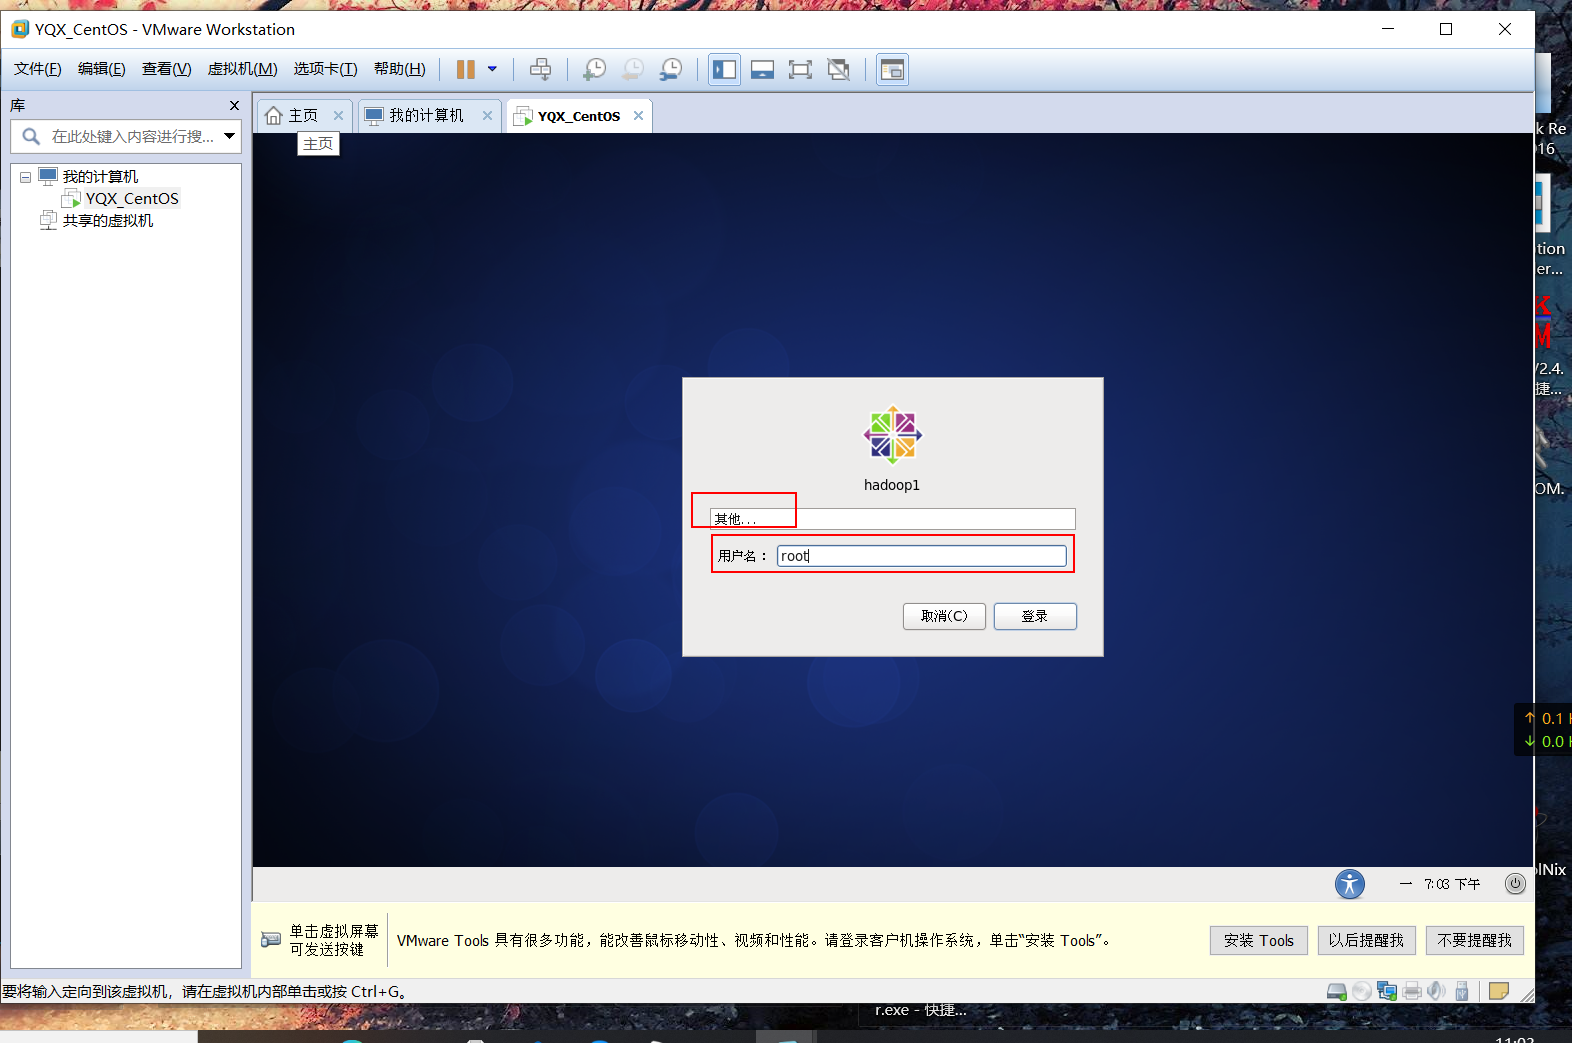 YQX_CentOS - VMware Workstation
文件(F) 编辑(E) 查看(V) 虚拟机(M) 选项卡(T) 帮助(H)
库
在此处键入内容进行搜...
我的计算机
YQX_CentOS
共享的虚拟机
主页 我的计算机 YQX_CentOS
主页
hadoop1
其他...
用户名： root
取消(C) 登录
一 7:03 下午
单击虚拟屏幕
可发送按键
VMware Tools 具有很多功能，能改善鼠标移动性、视频和性能。请登录客户机操作系统，单击“安装 Tools”。
安装 Tools 以后提醒我 不要提醒我
要将输入定向到该虚拟机，请在虚拟机内部单击或按 Ctrl+G。
k Re
16
tion
er...
K
M
/2.4.
捷...
OM.
↑ 0.1
↓ 0.0
lNix
r.exe - 快捷...